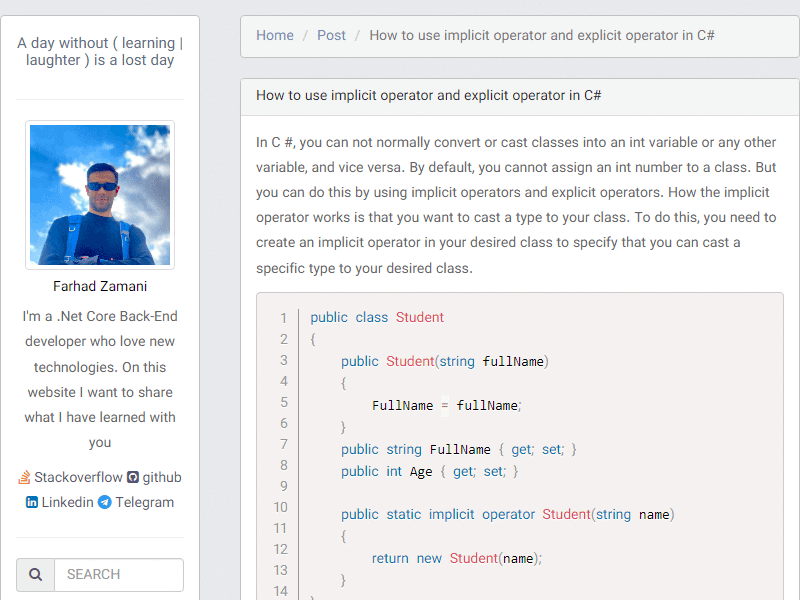 A day without ( learning |
laughter ) is a lost day
Farhad Zamani
I'm a .Net Core Back-End
developer who love new
technologies. On this
website I want to share
what I have learned with
you
Stackoverflow github
Linkedin Telegram
SEARCH
Home / Post / How to use implicit operator and explicit operator in C#
How to use implicit operator and explicit operator in C#
In C #, you can not normally convert or cast classes into an int variable or any other
variable, and vice versa. By default, you cannot assign an int number to a class. But
you can do this by using implicit operators and explicit operators. How the implicit
operator works is that you want to cast a type to your class. To do this, you need to
create an implicit operator in your desired class to specify that you can cast a
specific type to your desired class.
1 public class Student
2 {
3 public Student(string fullName)
4 {
5 FullName = fullName;
6 }
7 public string FullName { get; set; }
8 public int Age { get; set; }
9
10 public static implicit operator Student(string name)
11 {
12 return new Student(name);
13 }
14 }